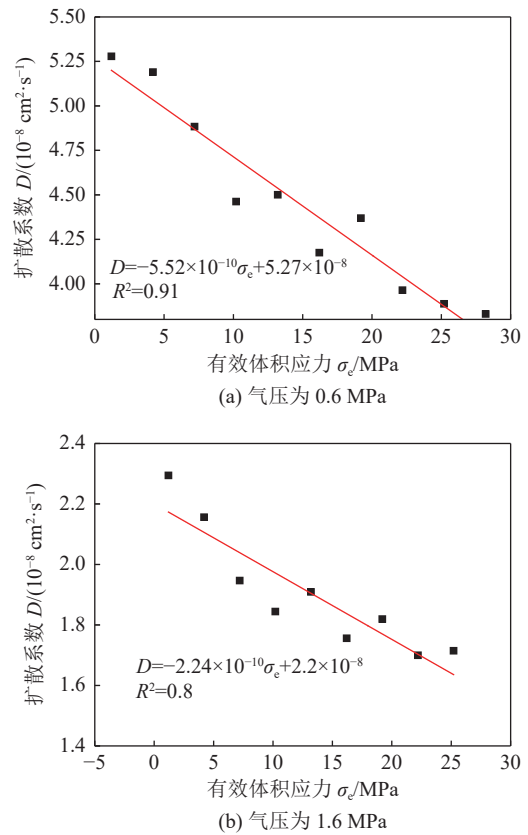 5.50
5.25
5.00
4.75
4.50
4.25
4.00
扩散系数 D/(10⁻⁸ cm²·s⁻¹)
D=−5.52×10⁻¹⁰σₑ+5.27×10⁻⁸
R²=0.91
0 5 10 15 20 25 30
有效体积应力 σₑ/MPa
(a) 气压为 0.6 MPa
2.4
2.2
2.0
1.8
1.6
1.4
扩散系数 D/(10⁻⁸ cm²·s⁻¹)
D=−2.24×10⁻¹⁰σₑ+2.2×10⁻⁸
R²=0.8
−5 0 5 10 15 20 25 30
有效体积应力 σₑ/MPa
(b) 气压为 1.6 MPa